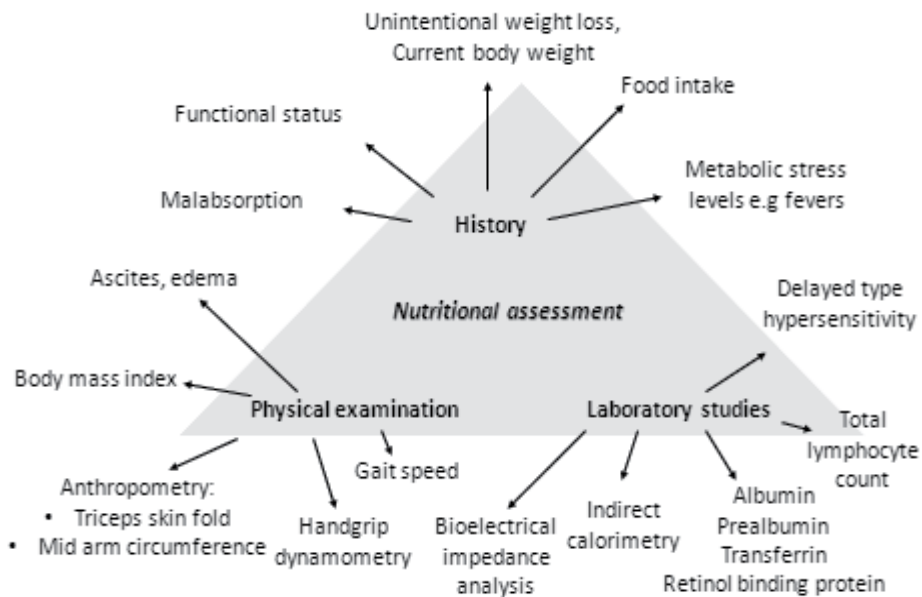 Unintentional weight loss,
Current body weight
Food intake
Functional status
Metabolic stress
levels e.g fevers
Malabsorption
History
Ascites, edema
Delayed type
hypersensitivity
Nutritional assessment
Body mass index
Physical examination
Laboratory studies
Total
lymphocyte
count
Gait speed
Anthropometry:
• Triceps skin fold
• Mid arm circumference
Handgrip
dynamometry
Bioelectrical
impedance
analysis
Indirect
calorimetry
Albumin
Prealbumin
Transferrin
Retinol binding protein